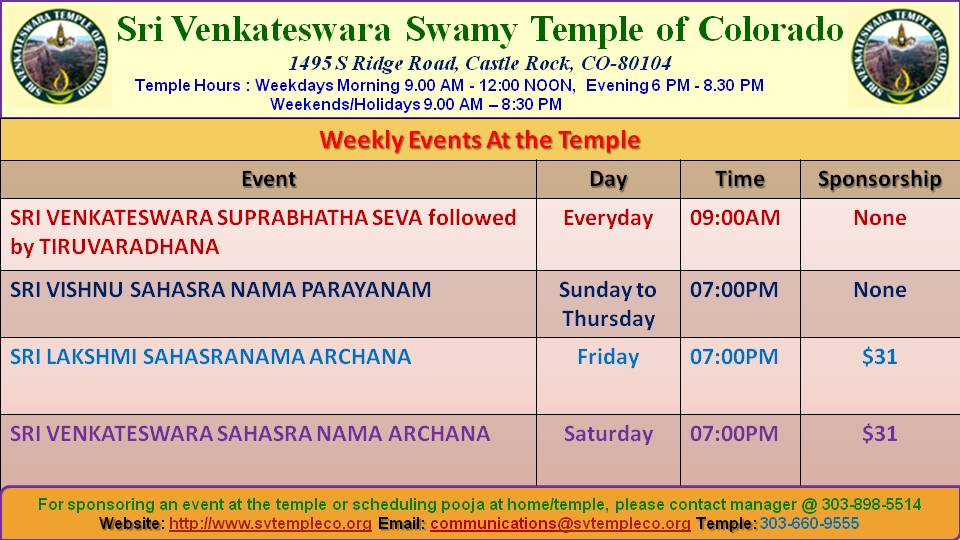 SRI VENKATESWARA TEMPLE OF COLORADO
Sri Venkateswara Swamy Temple of Colorado
SRI VENKATESWARA TEMPLE OF COLORADO
1495 S Ridge Road, Castle Rock, CO-80104
Temple Hours : Weekdays Morning 9.00 AM - 12:00 NOON, Evening 6 PM - 8.30 PM
Weekends/Holidays 9.00 AM – 8:30 PM
Weekly Events At the Temple
Event Day Time Sponsorship
SRI VENKATESWARA SUPRABHATHA SEVA followed Everyday 09:00AM None
by TIRUVARADHANA
SRI VISHNU SAHASRA NAMA PARAYANAM Sunday to 07:00PM None
Thursday
SRI LAKSHMI SAHASRANAMA ARCHANA Friday 07:00PM $31
SRI VENKATESWARA SAHASRA NAMA ARCHANA Saturday 07:00PM $31
For sponsoring an event at the temple or scheduling pooja at home/temple, please contact manager @ 303-898-5514
Website: http://www.svtempleco.org Email: communications@svtempleco.org Temple: 303-660-9555